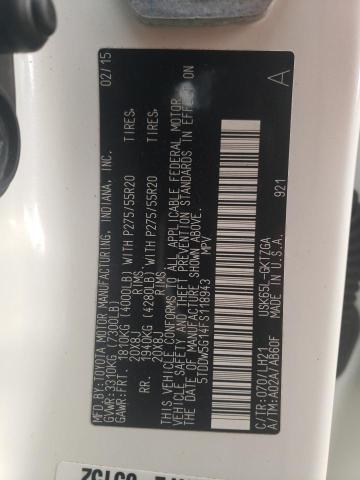 MFD. BY: TOYOTA MOTOR MANUFACTURING, INDIANA, INC. 02/15
GVWR: 3310KG (7300LB)
GAWR: FRT. 1810KG (4000LB) WITH P275/55R20 TIRES
20X8J RIMS
RR. 1940KG (4280LB) WITH P275/55R20 TIRES
20X8J RIMS
THIS VEHICLE CONFORMS TO ALL APPLICABLE FEDERAL MOTOR
VEHICLE SAFETY AND THEFT PREVENTION STANDARDS IN EFFECT ON
THE DATE OF MANUFACTURE SHOWN ABOVE.
5TDDW5G14FS118943 MPV A
USK65L-GKT7GA
C/TR: 070/LP21 MADE IN U.S.A.
A/TM: A02A/AB60F 921